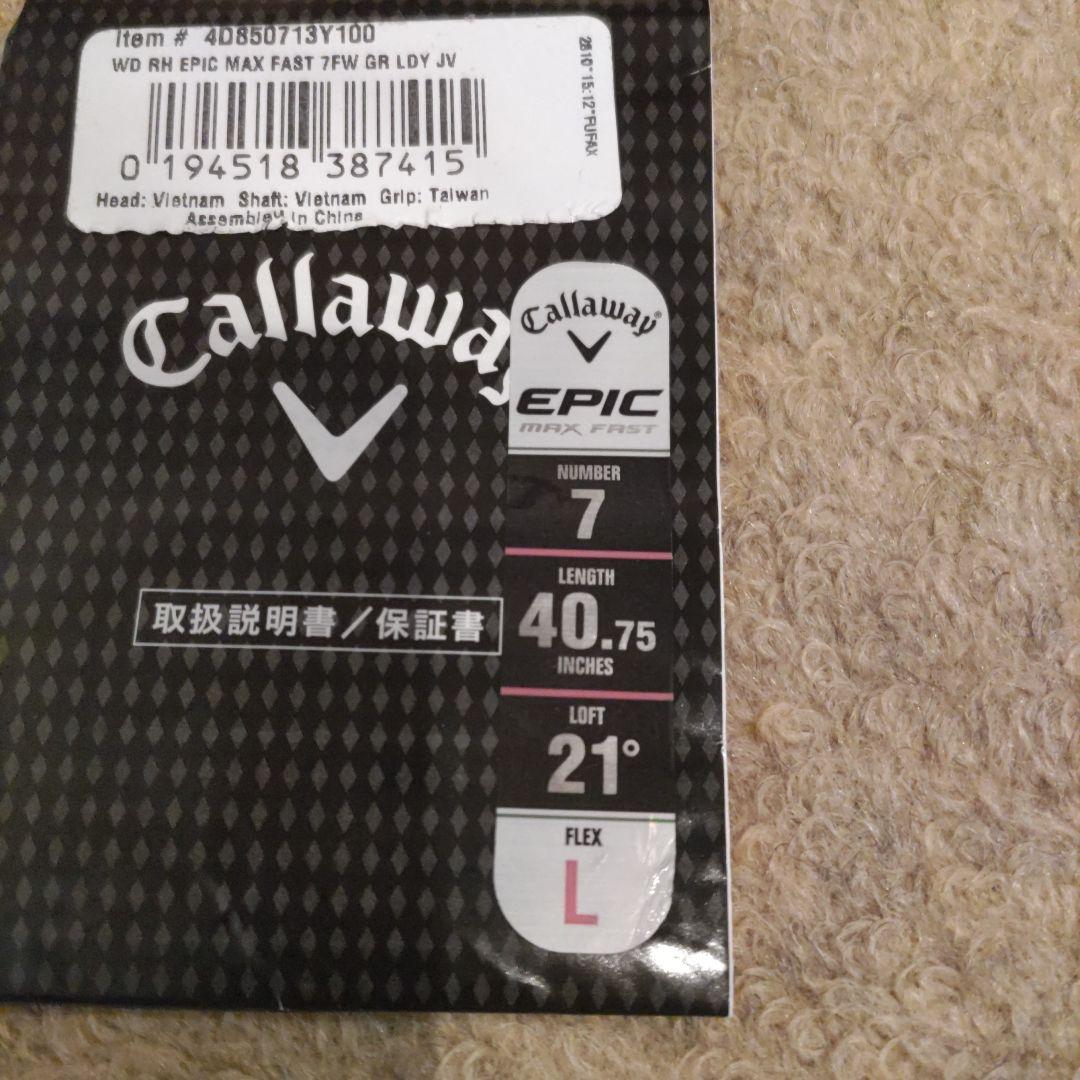 Item # 4D850713Y100
WD RH EPIC MAX FAST 7FW GR LDY JV
0 194518 387415
Head: Vietnam Shaft: Vietnam Grip: Taiwan
Assembley in China
Callaway
取扱説明書/保証書
Callaway®
EPIC
MAX FAST
NUMBER
7
LENGTH
40.75
INCHES
LOFT
21°
FLEX
L